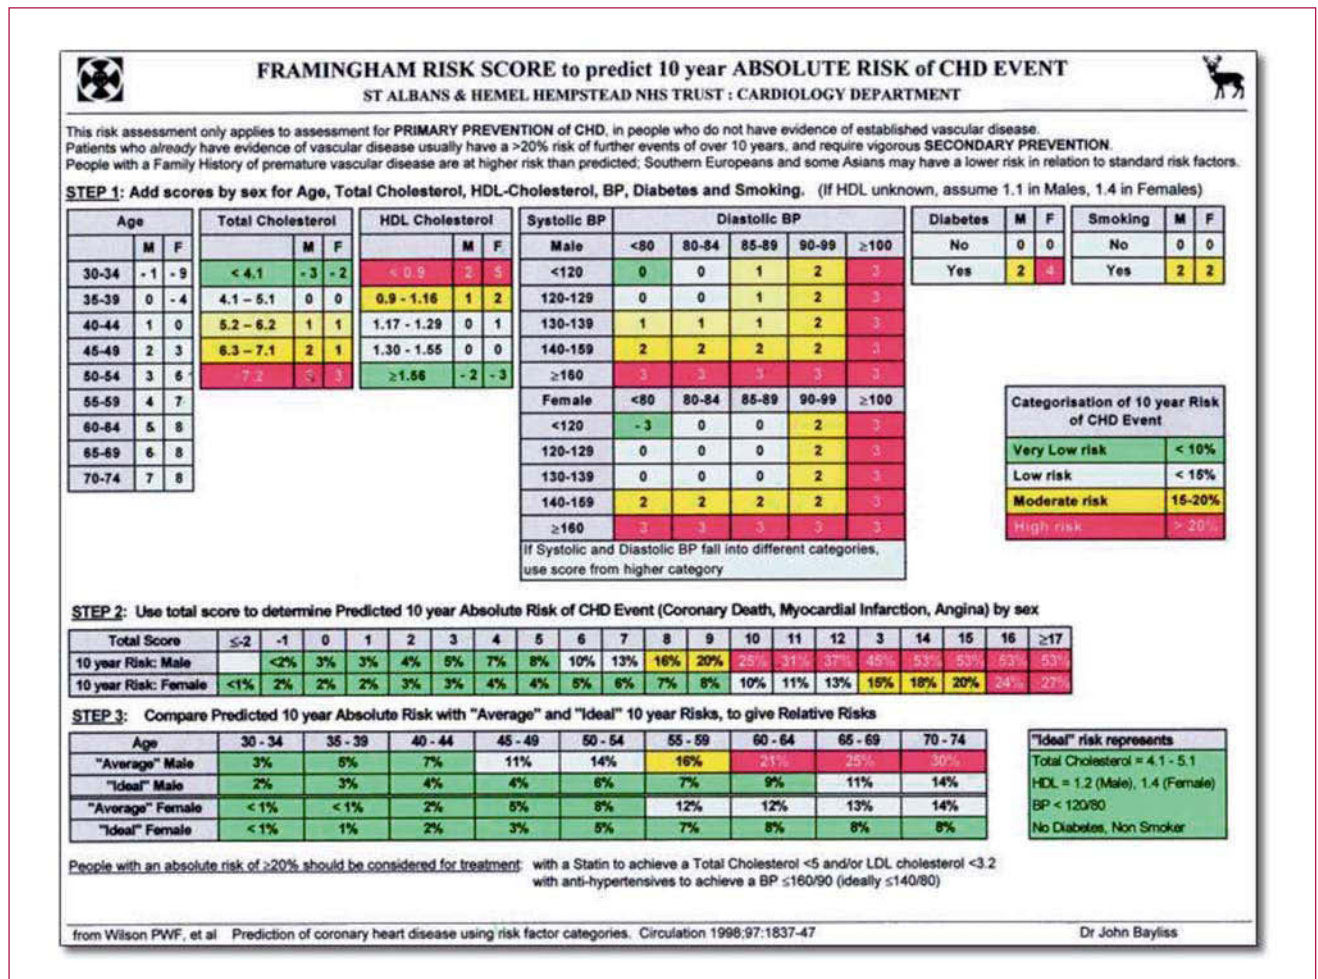 FRAMINGHAM RISK SCORE to predict 10 year ABSOLUTE RISK of CHD EVENT
ST ALBANS & HEMEL HEMPSTEAD NHS TRUST : CARDIOLOGY DEPARTMENT
This risk assessment only applies to assessment for PRIMARY PREVENTION of CHD, in people who do not have evidence of established vascular disease.
Patients who already have evidence of vascular disease usually have a >20% risk of further events of over 10 years, and require vigorous SECONDARY PREVENTION.
People with a Family History of premature vascular disease are at higher risk than predicted; Southern Europeans and some Asians may have a lower risk in relation to standard risk factors.
STEP 1: Add scores by sex for Age, Total Cholesterol, HDL-Cholesterol, BP, Diabetes and Smoking. (If HDL unknown, assume 1.1 in Males, 1.4 in Females)
Age
M F
30-34 - 1 - 9
35-39 0 - 4
40-44 1 0
45-49 2 3
50-54 3 6
55-59 4 7
60-64 5 8
65-69 6 8
70-74 7 8
Total Cholesterol
M F
< 4.1 - 3 - 2
4.1 – 5.1 0 0
5.2 – 6.2 1 1
6.3 – 7.1 2 1
7.2 3
HDL Cholesterol
M F
< 0.9 2 5
0.9 - 1.16 1 2
1.17 - 1.29 0 1
1.30 - 1.55 0 0
≥1.56 - 2 - 3
Systolic BP Diastolic BP
Male <80 80-84 85-89 90-99 ≥100
<120 0 0 1 2 3
120-129 0 0 1 2 3
130-139 1 1 1 2 3
140-159 2 2 2 2 3
≥160 3 3 3 3 3
Female <80 80-84 85-89 90-99 ≥100
<120 - 3 0 0 2 3
120-129 0 0 0 2 3
130-139 0 0 0 2 3
140-159 2 2 2 2 3
≥160 3 3 3 3 3
If Systolic and Diastolic BP fall into different categories,
use score from higher category
Diabetes M F
No 0 0
Yes 2 4
Smoking M F
No 0 0
Yes 2 2
Categorisation of 10 year Risk
of CHD Event
Very Low risk < 10%
Low risk < 15%
Moderate risk 15-20%
High risk > 20%
STEP 2: Use total score to determine Predicted 10 year Absolute Risk of CHD Event (Coronary Death, Myocardial Infarction, Angina) by sex
Total Score ≤-2 -1 0 1 2 3 4 5 6 7 8 9 10 11 12 3 14 15 16 ≥17
10 year Risk: Male <2% 3% 3% 4% 5% 7% 8% 10% 13% 16% 20% 25% 31% 37% 45% 53% 53% 53% 53%
10 year Risk: Female <1% 2% 2% 2% 3% 3% 4% 4% 5% 6% 7% 8% 10% 11% 13% 15% 18% 20% 24% 27%
STEP 3: Compare Predicted 10 year Absolute Risk with "Average" and "Ideal" 10 year Risks, to give Relative Risks
Age 30 - 34 35 - 39 40 - 44 45 - 49 50 - 54 55 - 59 60 - 64 65 - 69 70 - 74
"Average" Male 3% 5% 7% 11% 14% 16% 21% 25% 30%
"Ideal" Male 2% 3% 4% 4% 6% 7% 9% 11% 14%
"Average" Female < 1% < 1% 2% 5% 8% 12% 12% 13% 14%
"Ideal" Female < 1% 1% 2% 3% 5% 7% 8% 8% 8%
"Ideal" risk represents
Total Cholesterol = 4.1 - 5.1
HDL = 1.2 (Male), 1.4 (Female)
BP < 120/80
No Diabetes, Non Smoker
People with an absolute risk of ≥20% should be considered for treatment: with a Statin to achieve a Total Cholesterol <5 and/or LDL cholesterol <3.2
with anti-hypertensives to achieve a BP ≤160/90 (ideally ≤140/80)
from Wilson PWF, et al Prediction of coronary heart disease using risk factor categories. Circulation 1998;97:1837-47
Dr John Bayliss